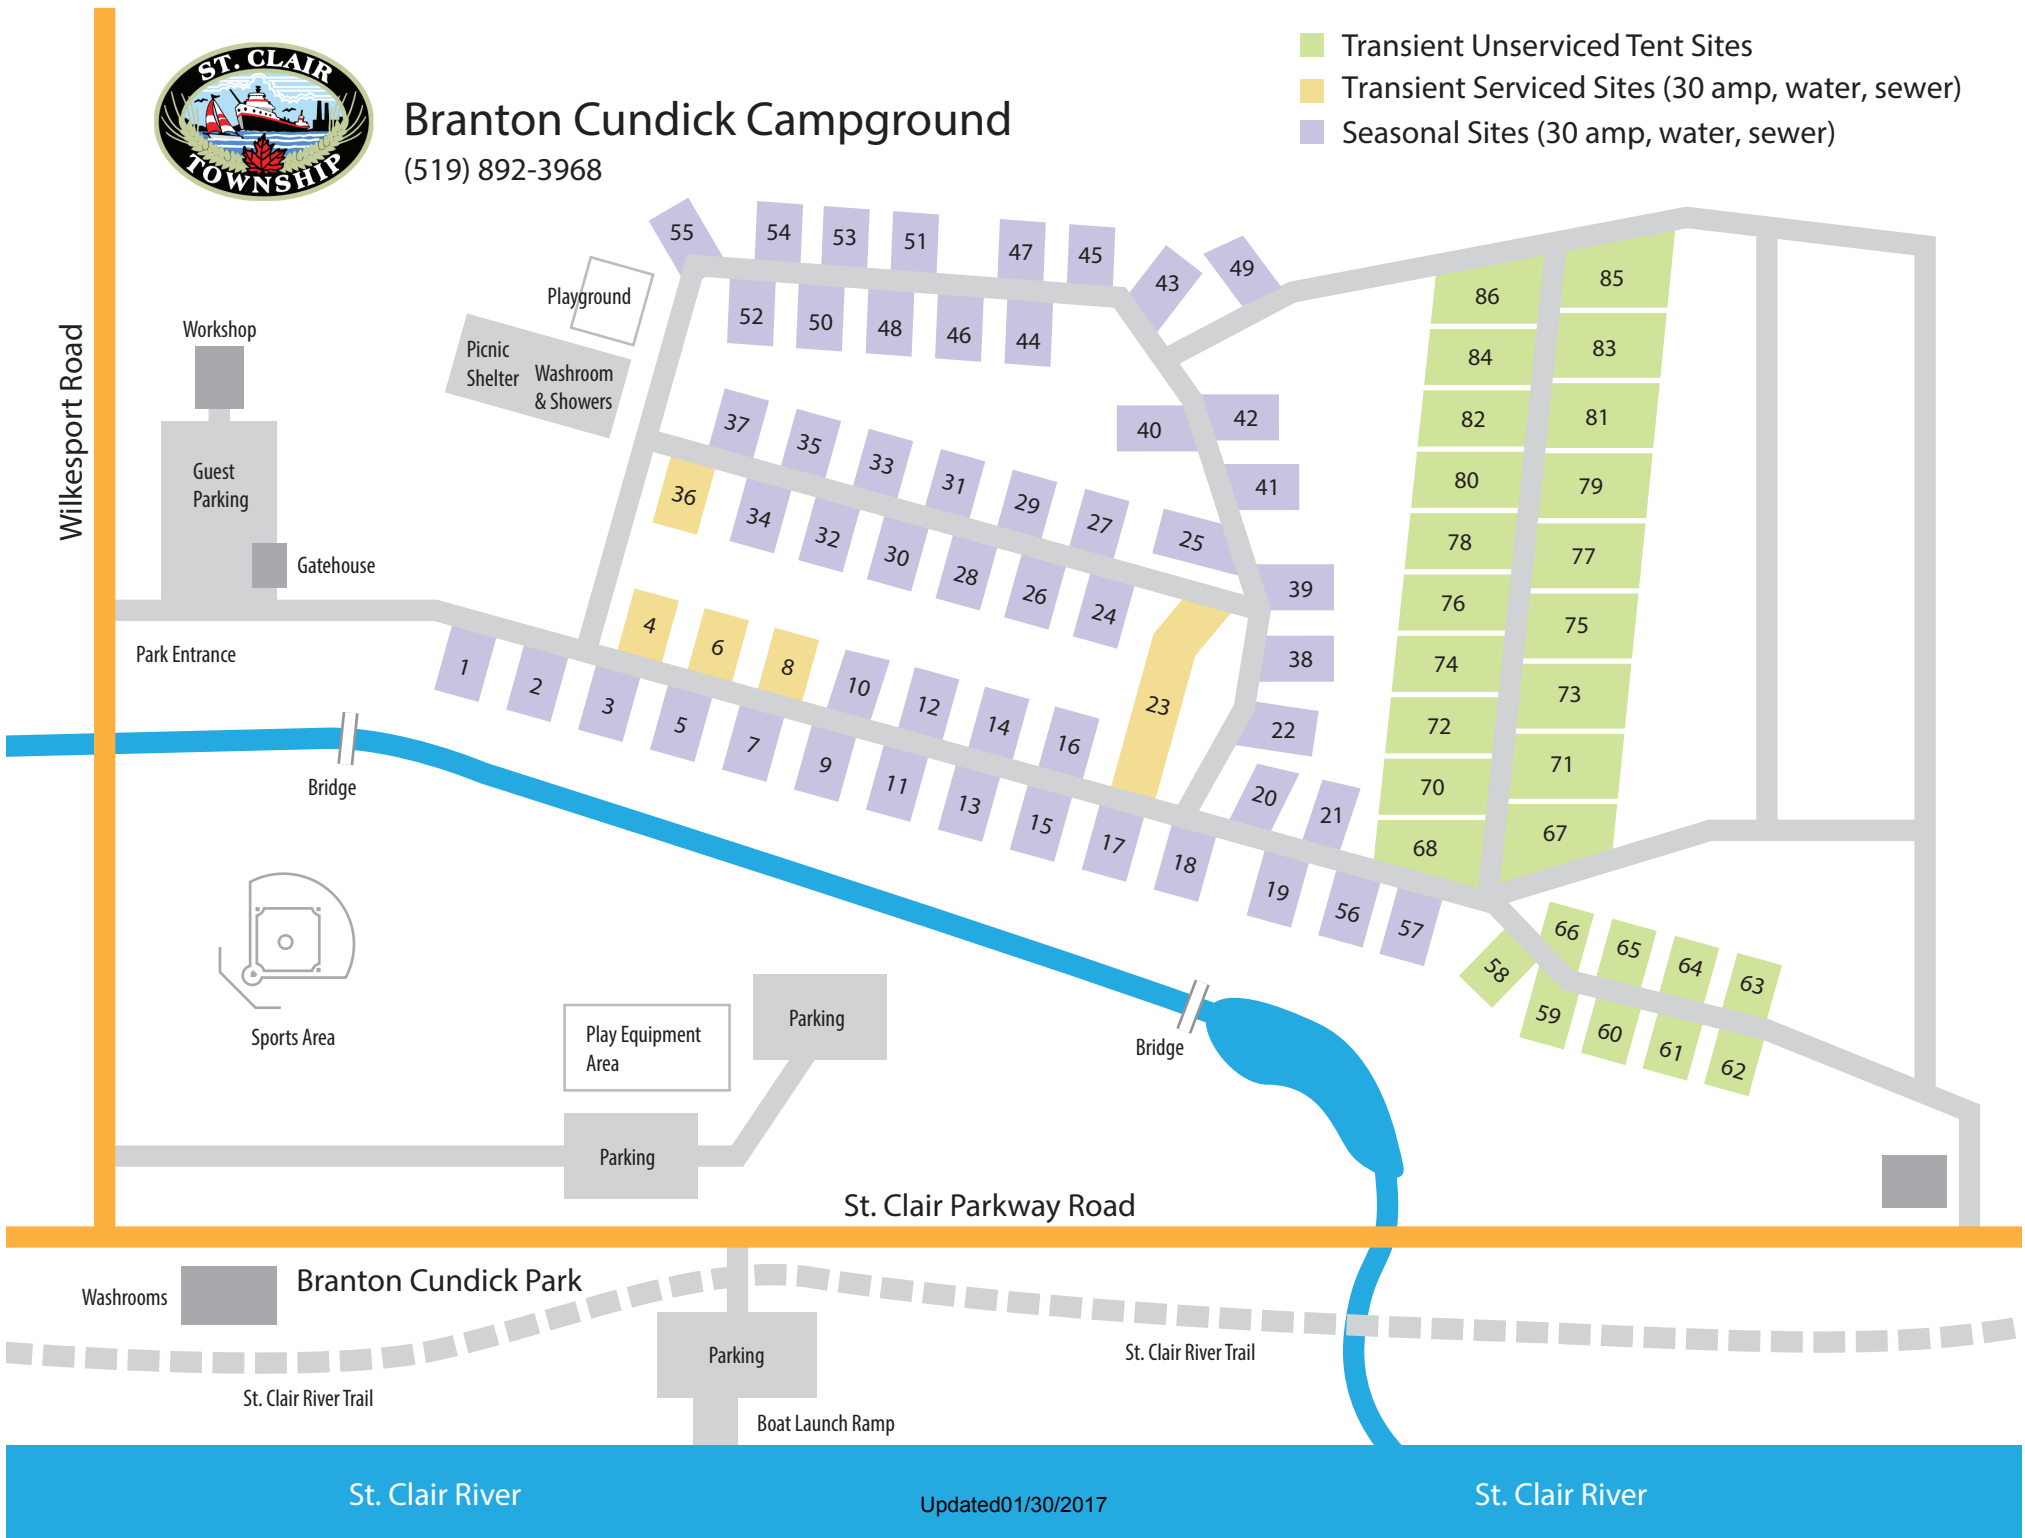 ST. CLAIR
TOWNSHIP
Branton Cundick Campground
(519) 892-3968
Transient Unserviced Tent Sites
Transient Serviced Sites (30 amp, water, sewer)
Seasonal Sites (30 amp, water, sewer)
Wilkesport Road
Workshop
Guest
Parking
Gatehouse
Park Entrance
Playground
Picnic
Shelter
Washroom
& Showers
55
54
53
51
47
45
43
49
52
50
48
46
44
86
85
84
83
82
81
80
79
78
77
76
75
74
73
72
71
70
67
68
37
35
33
31
29
27
25
40
42
41
39
38
22
36
34
32
30
28
26
24
23
4
6
8
10
12
14
16
20
21
1
2
3
5
7
9
11
13
15
17
18
19
56
57
58
66
65
64
63
59
60
61
62
Bridge
Bridge
Sports Area
Play Equipment
Area
Parking
Parking
St. Clair Parkway Road
Washrooms
Branton Cundick Park
St. Clair River Trail
Parking
St. Clair River Trail
Boat Launch Ramp
St. Clair River
Updated01/30/2017
St. Clair River